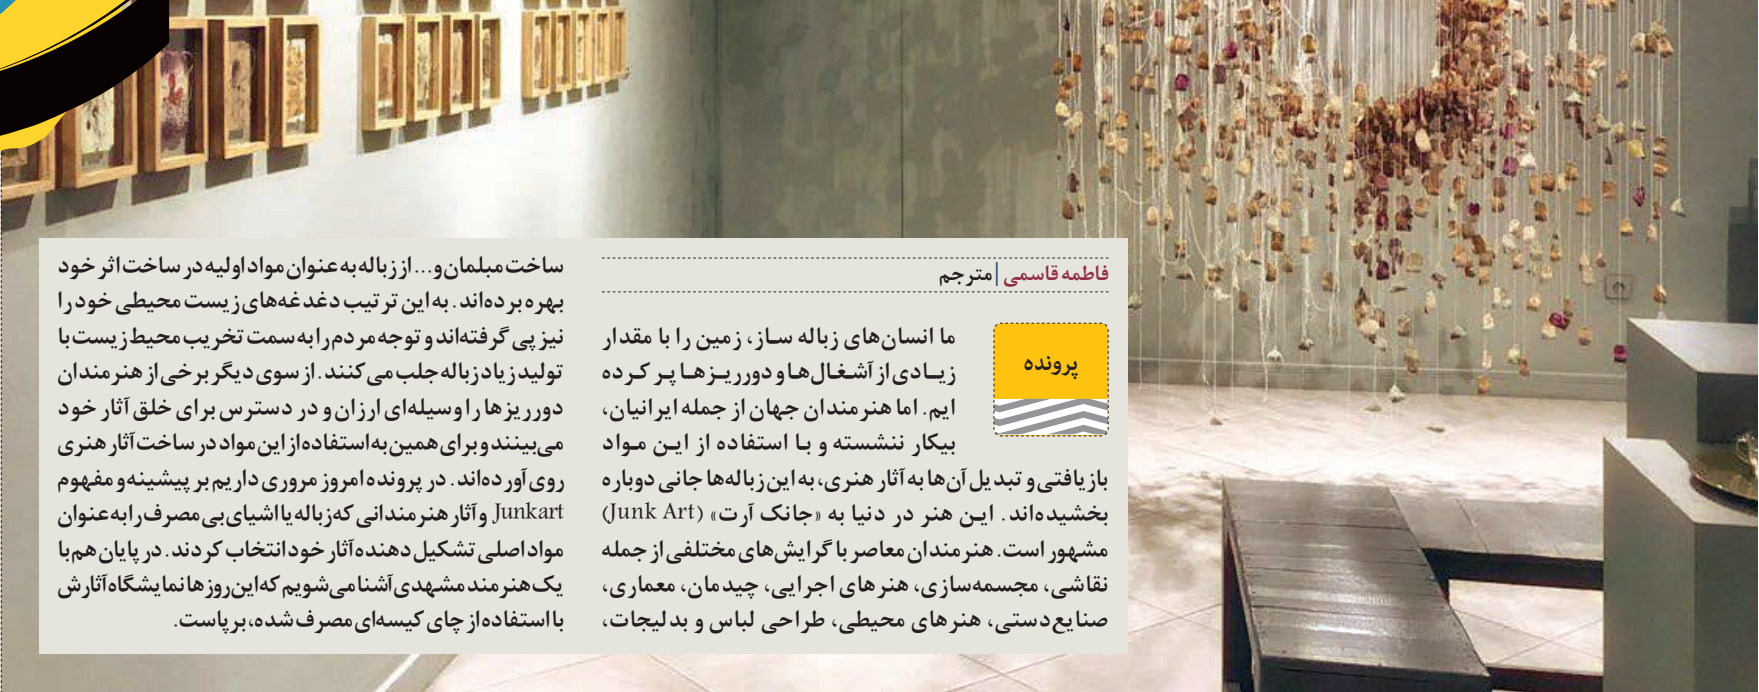 فاطمه قاسمی | مترجم
پرونده
ما انسان‌های زباله ساز، زمین را با مقدار
زیادی از آشغال‌ها و دورریزها پر کرده
ایم. اما هنرمندان جهان از جمله ایرانیان،
بیکار ننشسته و با استفاده از این مواد
بازیافتی و تبدیل آن‌ها به آثار هنری، به این زباله‌ها جانی دوباره
بخشیده‌اند. این هنر در دنیا به «جانک آرت» (Junk Art)
مشهور است. هنرمندان معاصر با گرایش‌های مختلفی از جمله
نقاشی، مجسمه‌سازی، هنرهای اجرایی، چیدمان، معماری،
صنایع‌دستی، هنرهای محیطی، طراحی لباس و بدلیجات،
ساخت مبلمان و... از زباله به عنوان مواد اولیه در ساخت اثر خود
بهره برده‌اند. به این ترتیب دغدغه‌های زیست محیطی خود را
نیز پی گرفته‌اند و توجه مردم را به سمت تخریب محیط زیست با
تولید زیاد زباله جلب می‌کنند. از سوی دیگر برخی از هنرمندان
دورریزها را وسیله‌ای ارزان و در دسترس برای خلق آثار خود
می‌بینند و برای همین به استفاده از این مواد در ساخت آثار هنری
روی آورده‌اند. در پرونده امروز مروری داریم بر پیشینه و مفهوم
Junkart و آثار هنرمندانی که زباله یا اشیای بی مصرف را به عنوان
مواد اصلی تشکیل دهنده آثار خود انتخاب کردند. در پایان هم با
یک هنرمند مشهدی آشنا می‌شویم که این روزها نمایشگاه آثارش
با استفاده از چای کیسه‌ای مصرف شده، برپاست.